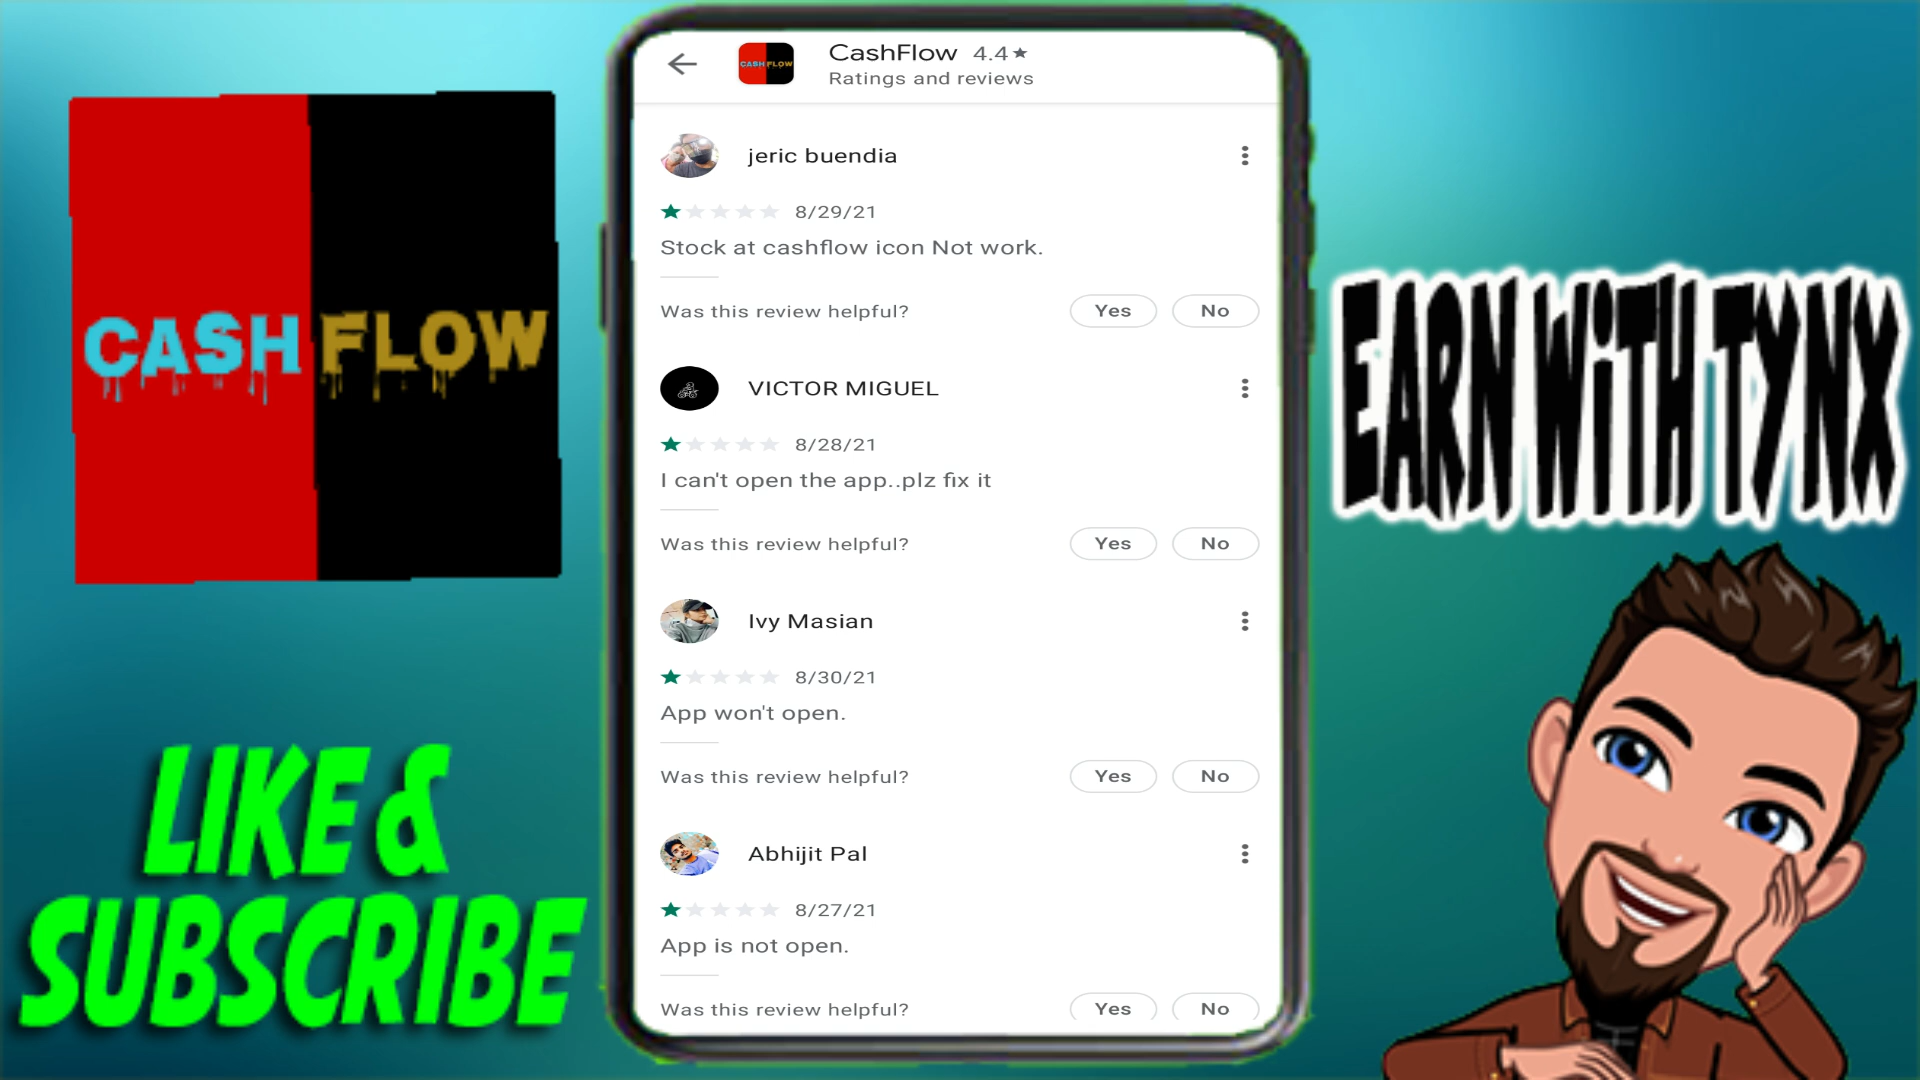 CASH FLOW
LIKE &
SUBSCRIBE
CASH FLOW
CashFlow 4.4★
Ratings and reviews
jeric buendia
8/29/21
Stock at cashflow icon Not work.
Was this review helpful? Yes No
VICTOR MIGUEL
8/28/21
I can't open the app..plz fix it
Was this review helpful? Yes No
Ivy Masian
8/30/21
App won't open.
Was this review helpful? Yes No
Abhijit Pal
8/27/21
App is not open.
Was this review helpful? Yes No
EARN WiTH TYNX